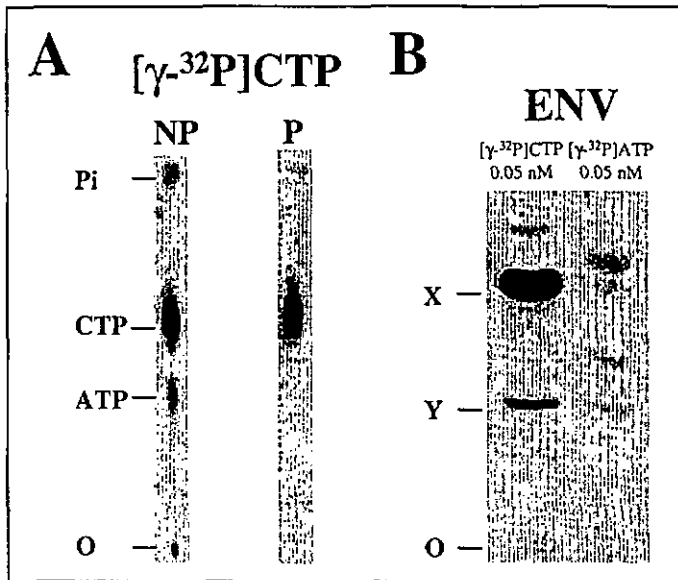 A
[γ-³²P]CTP
NP
P
Pi
CTP
ATP
O
B
ENV
[γ-³²P]CTP [γ-³²P]ATP
0.05 nM 0.05 nM
X
Y
O